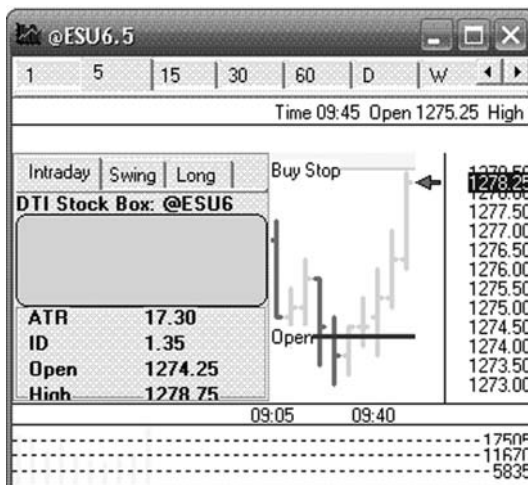 @ESU6.5
1 5 15 30 60 D W
Time 09:45 Open 1275.25 High
Intraday Swing Long
DTI Stock Box: @ESU6
ATR 17.30
ID 1.35
Open 1274.25
High 1278.75
Buy Stop
Open
1278.25
1277.50
1277.00
1276.50
1276.00
1275.50
1275.00
1274.50
1274.00
1273.50
1273.00
09:05 09:40
17505
11670
5835